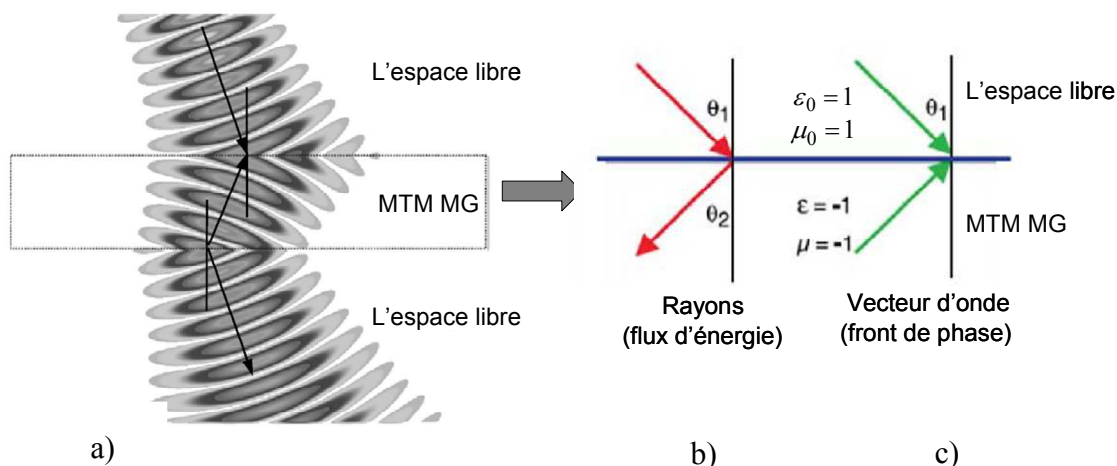 L'espace libre
MTM MG
L'espace libre
a)
θ1
θ2
ε0 = 1
μ0 = 1
ε = -1
μ = -1
Rayons
(flux d'énergie)
b)
θ1
L'espace libre
MTM MG
Vecteur d'onde
(front de phase)
c)